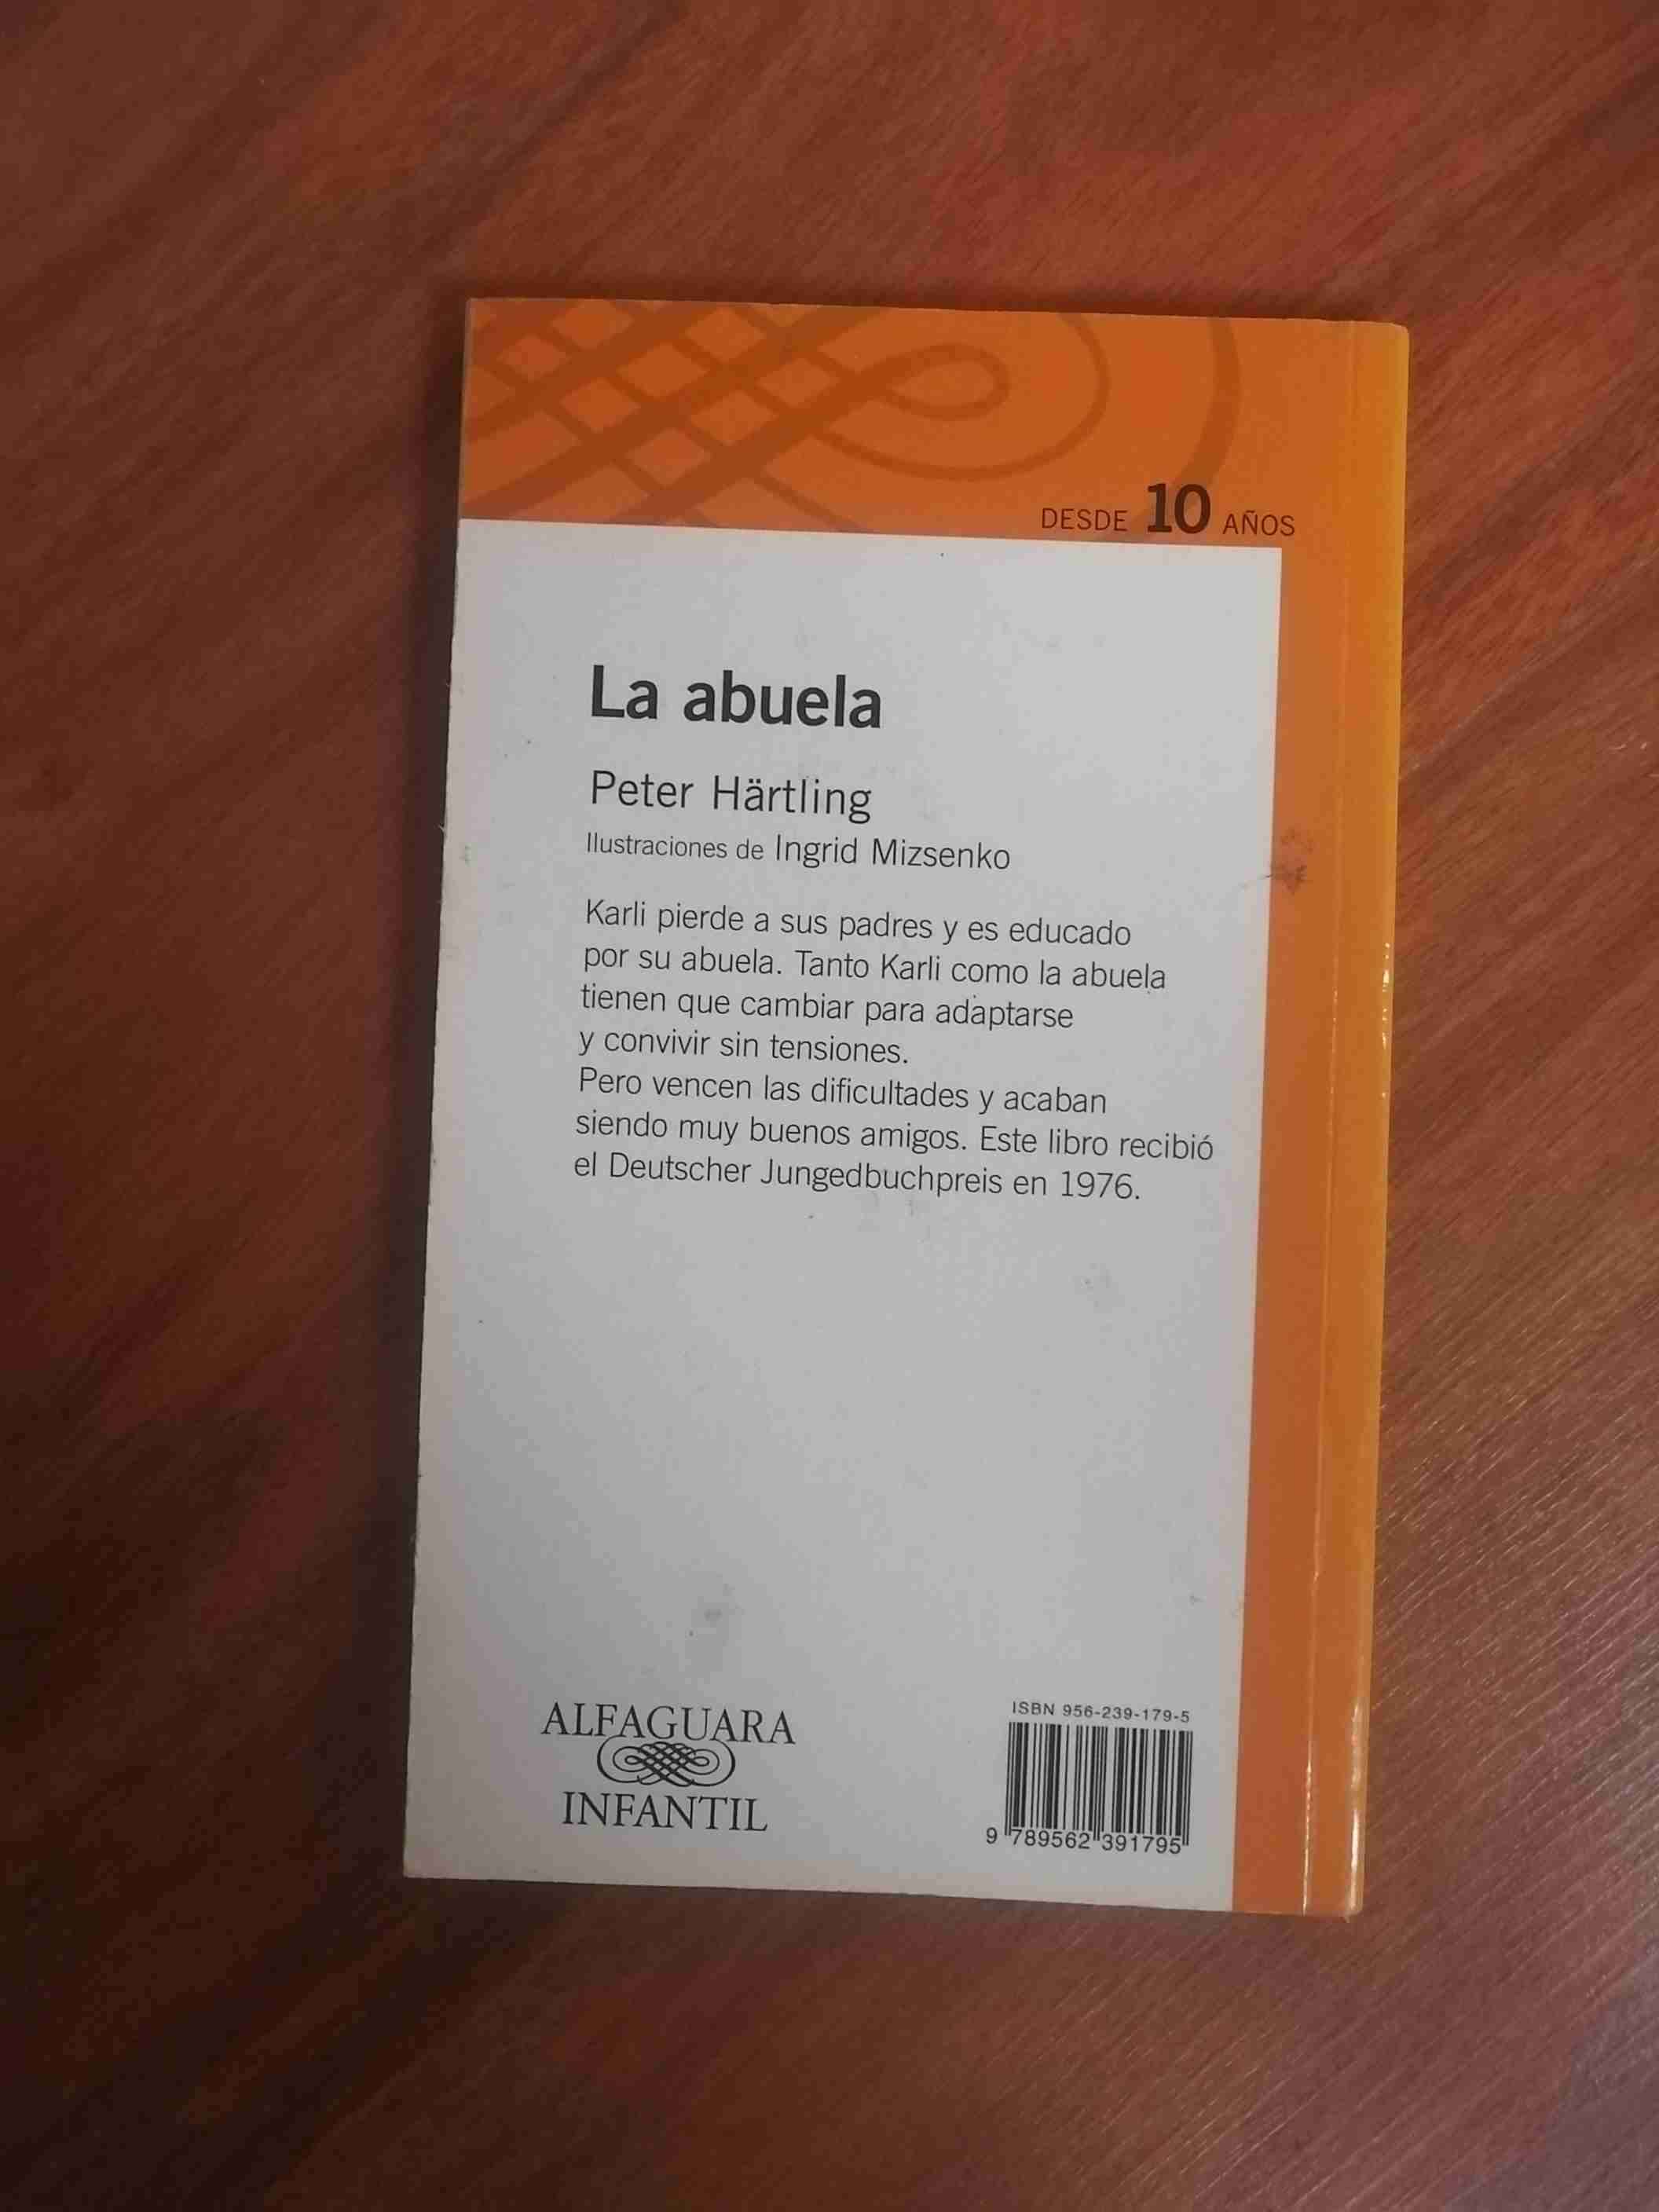 DESDE 10 AÑOS
La abuela
Peter Härtling
Ilustraciones de Ingrid Mizsenko
Karli pierde a sus padres y es educado
por su abuela. Tanto Karli como la abuela
tienen que cambiar para adaptarse
y convivir sin tensiones.
Pero vencen las dificultades y acaban
siendo muy buenos amigos. Este libro recibió
el Deutscher Jungedbuchpreis en 1976.
ALFAGUARA
INFANTIL
ISBN 956-239-179-5
9 789562 391795